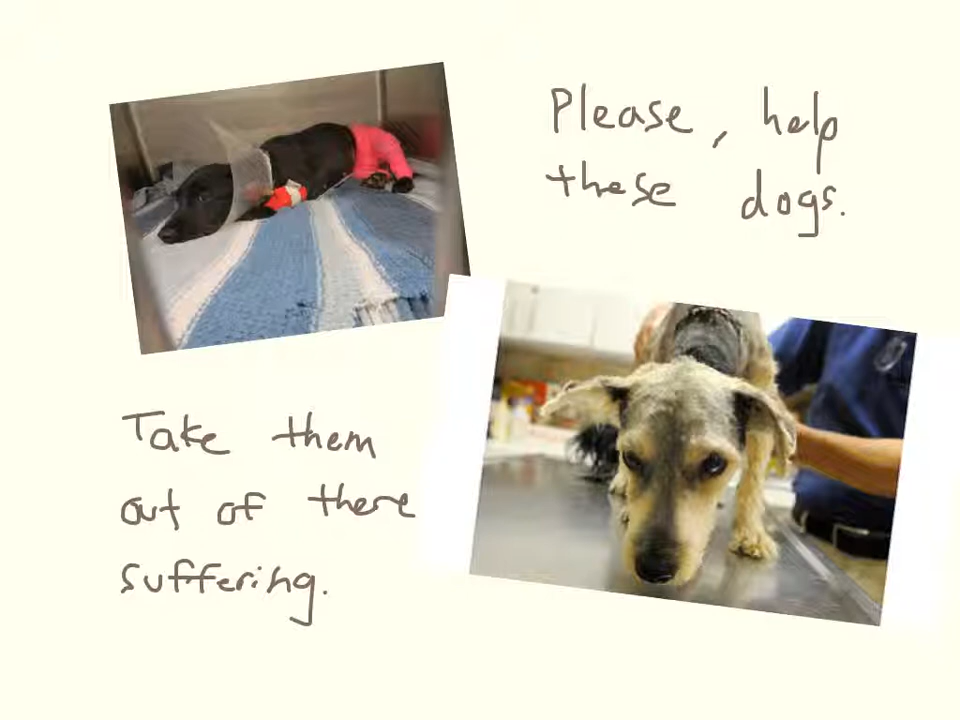 Please, help
these dogs.
Take them
out of there
suffering.